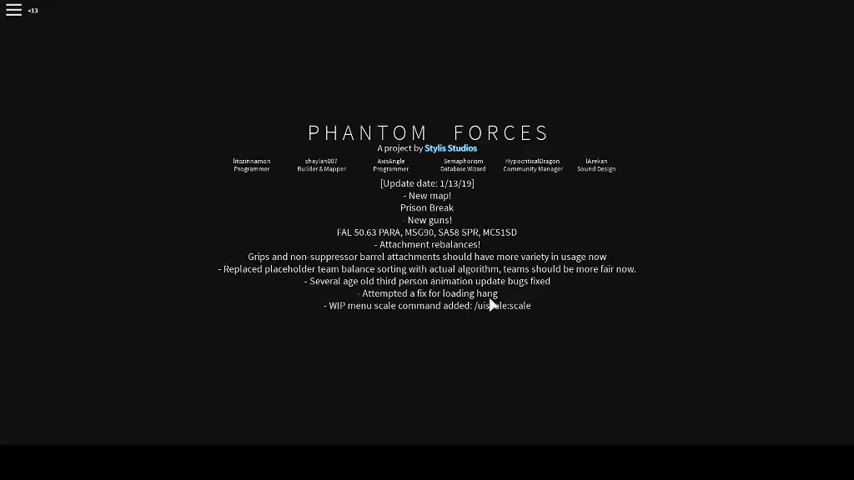 <13
PHANTOM FORCES
A project by Stylis Studios
litozinnamon shaylan007 AxisAngle Semaphorism HypocriticalDragon lArekan
Programmer Builder & Mapper Programmer Database Wizard Community Manager Sound Design
[Update date: 1/13/19]
- New map!
Prison Break
- New guns!
FAL 50.63 PARA, MSG90, SA58 SPR, MC51SD
- Attachment rebalances!
Grips and non-suppressor barrel attachments should have more variety in usage now
- Replaced placeholder team balance sorting with actual algorithm, teams should be more fair now.
- Several age old third person animation update bugs fixed
- Attempted a fix for loading hang
- WIP menu scale command added: